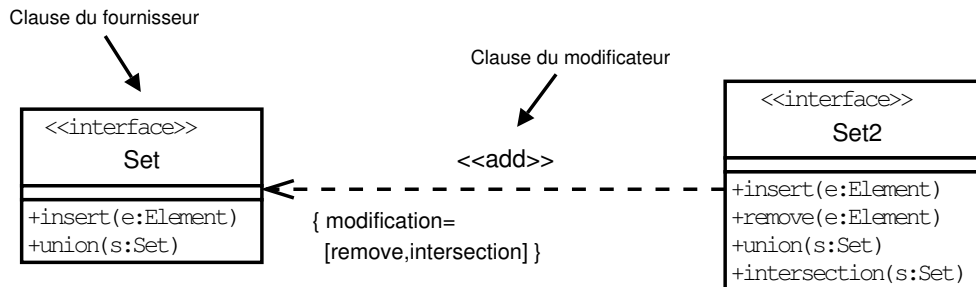 Clause du fournisseur
Clause du modificateur
<<interface>>
Set
+insert(e:Element)
+union(s:Set)
<<add>>
{ modification=
[remove,intersection] }
<<interface>>
Set2
+insert(e:Element)
+remove(e:Element)
+union(s:Set)
+intersection(s:Set)